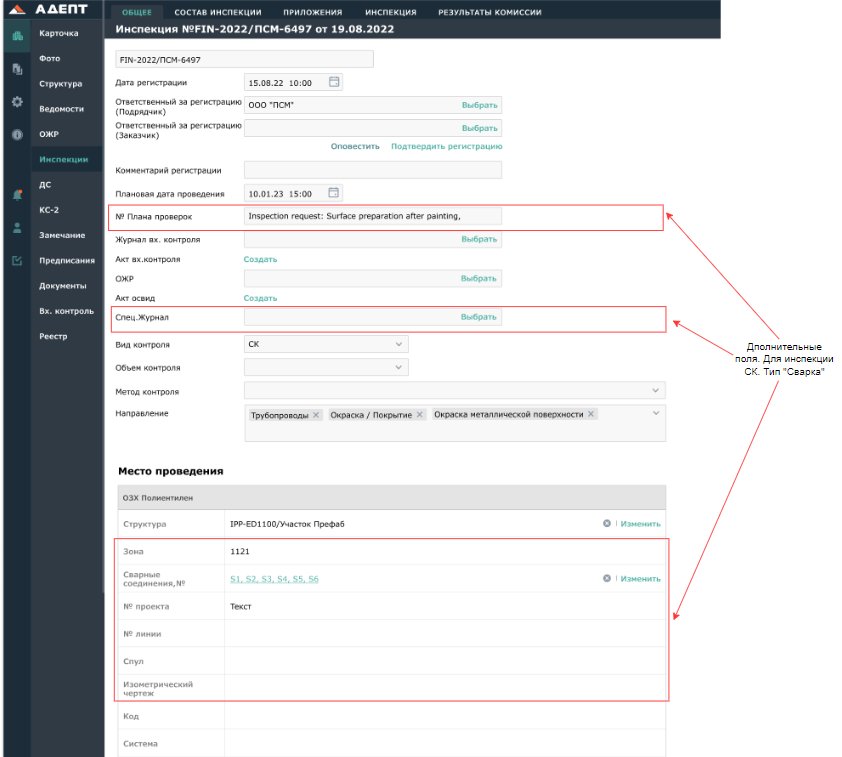 АДЕПТ
ОБЩЕЕ СОСТАВ ИНСПЕКЦИИ ПРИЛОЖЕНИЯ ИНСПЕКЦИЯ РЕЗУЛЬТАТЫ КОМИССИИ
Инспекция №FIN-2022/ПСМ-6497 от 19.08.2022
Карточка
Фото
Структура
Ведомости
ОЖР
Инспекции
ДС
КС-2
Замечание
Предписания
Документы
Вх. контроль
Реестр
FIN-2022/ПСМ-6497
Дата регистрации 15.08.22 10:00
Ответственный за регистрацию
(Подрядчик) ООО "ПСМ" Выбрать
Ответственный за регистрацию
(Заказчик) Выбрать
Оповестить Подтвердить регистрацию
Комментарий регистрации
Плановая дата проведения 10.01.23 15:00
№ Плана проверок Inspection request: Surface preparation after painting,
Журнал вх. контроля Выбрать
Акт вх.контроля Создать
ОЖР Выбрать
Акт освид Создать
Спец.Журнал Выбрать
Вид контроля СК
Объем контроля
Метод контроля
Направление Трубопроводы × Окраска / Покрытие × Окраска металлической поверхности ×
Дполнительные
поля. Для инспекции
СК. Тип "Сварка"
Место проведения
ОЗХ Полиентилен
Структура IPP-ED1100/Участок Префаб Изменить
Зона 1121
Сварные
соединения,№ S1, S2, S3, S4, S5, S6 Изменить
№ проекта Текст
№ линии
Спул
Изометрический
чертеж
Код
Система